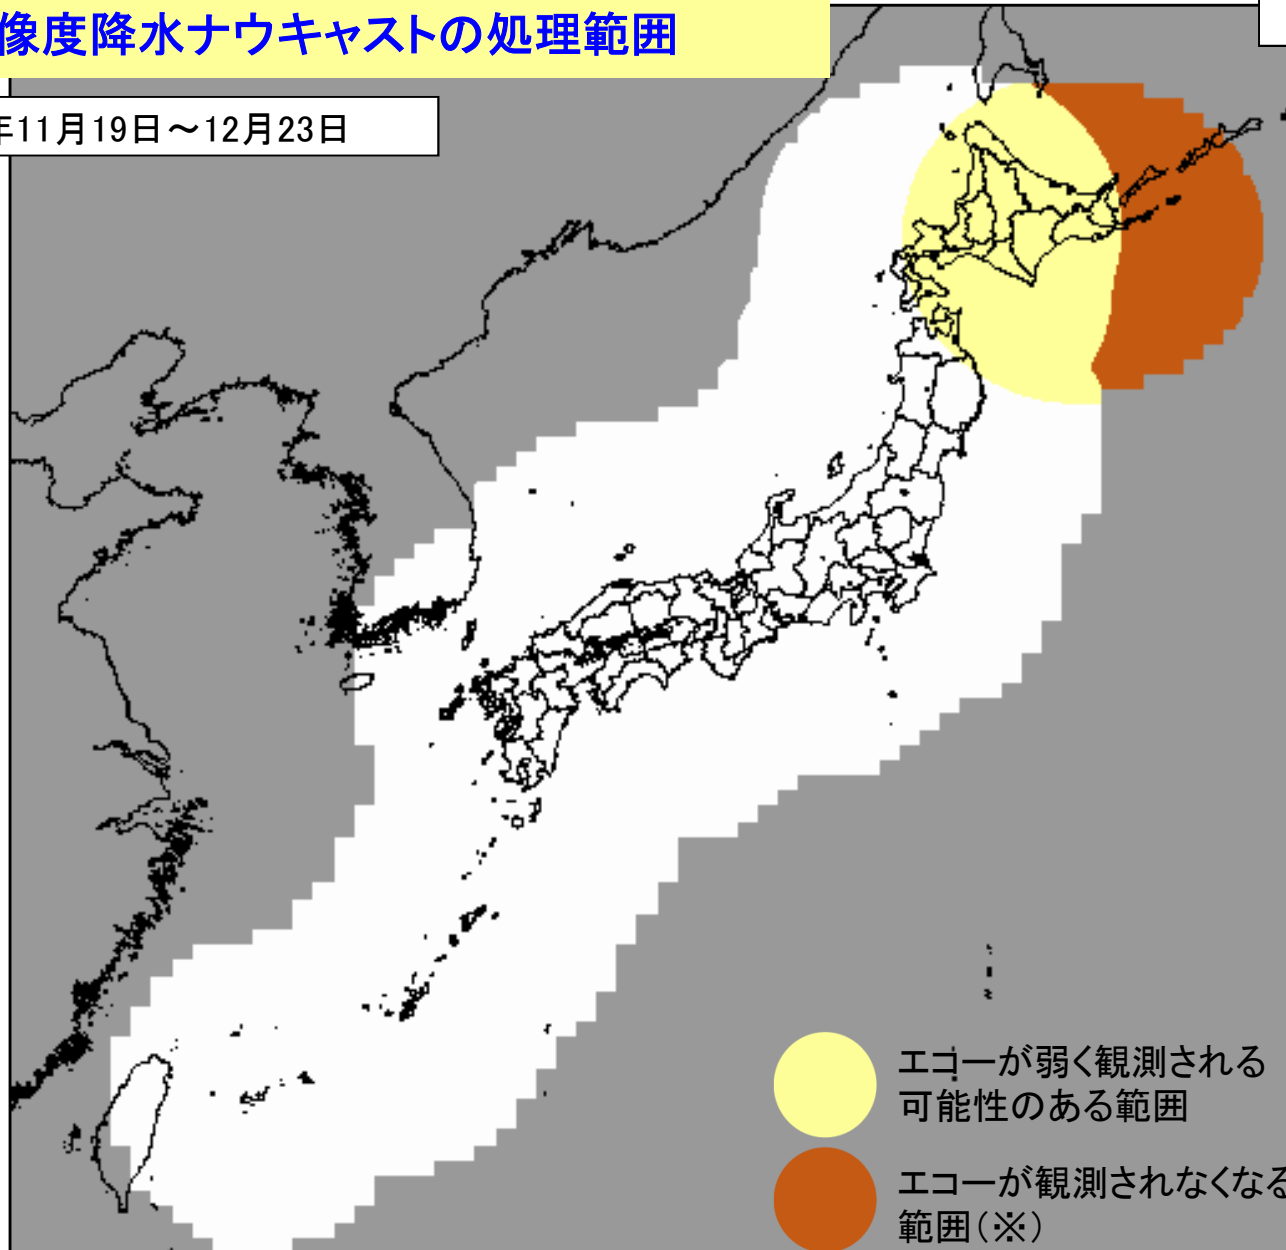 像度降水ナウキャストの処理範囲
年11月19日～12月23日
エコーが弱く観測される
可能性のある範囲
エコーが観測されなくなる
範囲(※)